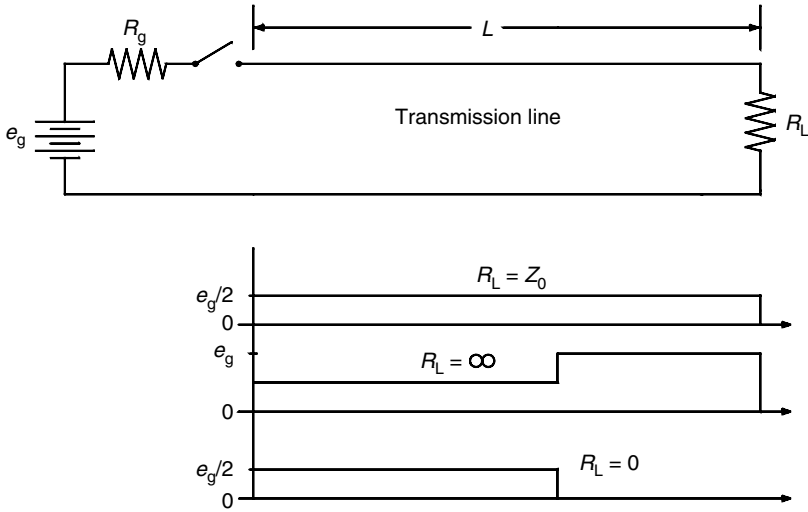 R_g
L
Transmission line
e_g
R_L
R_L = Z_0
e_g/2
0
e_g
R_L = ∞
0
e_g/2
R_L = 0
0